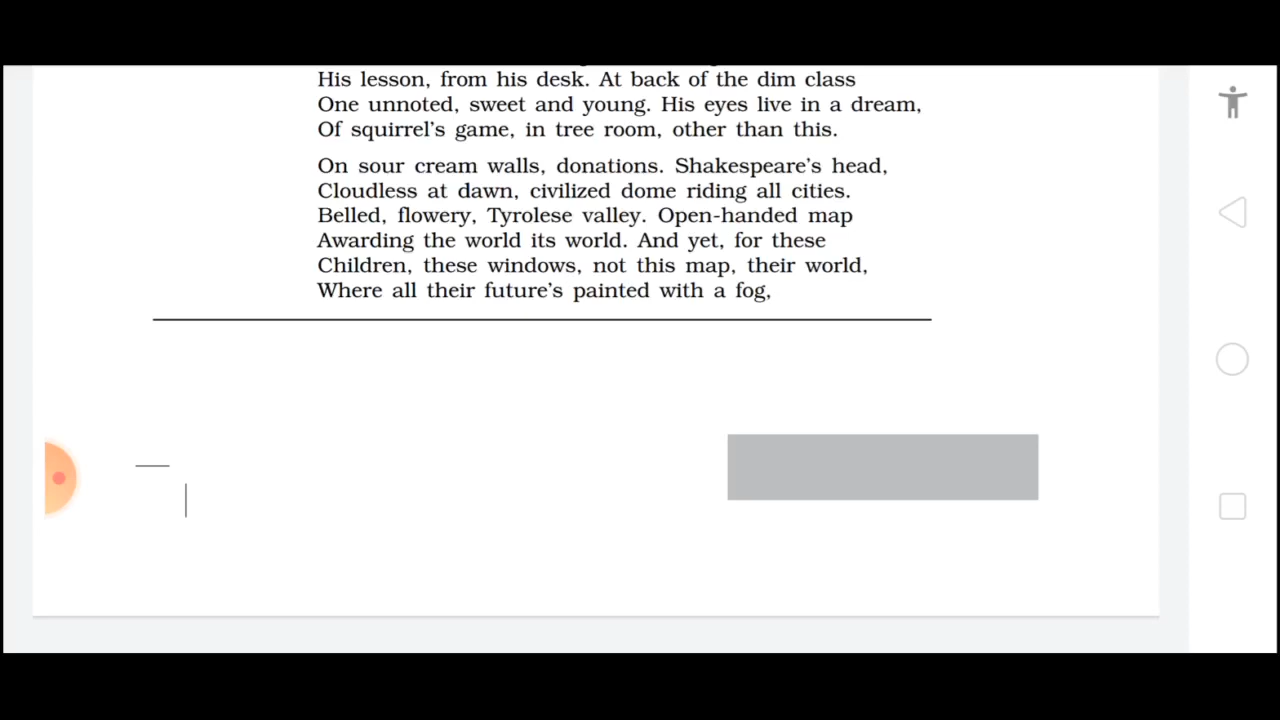 His lesson, from his desk. At back of the dim class
One unnoted, sweet and young. His eyes live in a dream,
Of squirrel's game, in tree room, other than this.
On sour cream walls, donations. Shakespeare's head,
Cloudless at dawn, civilized dome riding all cities.
Belled, flowery, Tyrolese valley. Open-handed map
Awarding the world its world. And yet, for these
Children, these windows, not this map, their world,
Where all their future's painted with a fog,